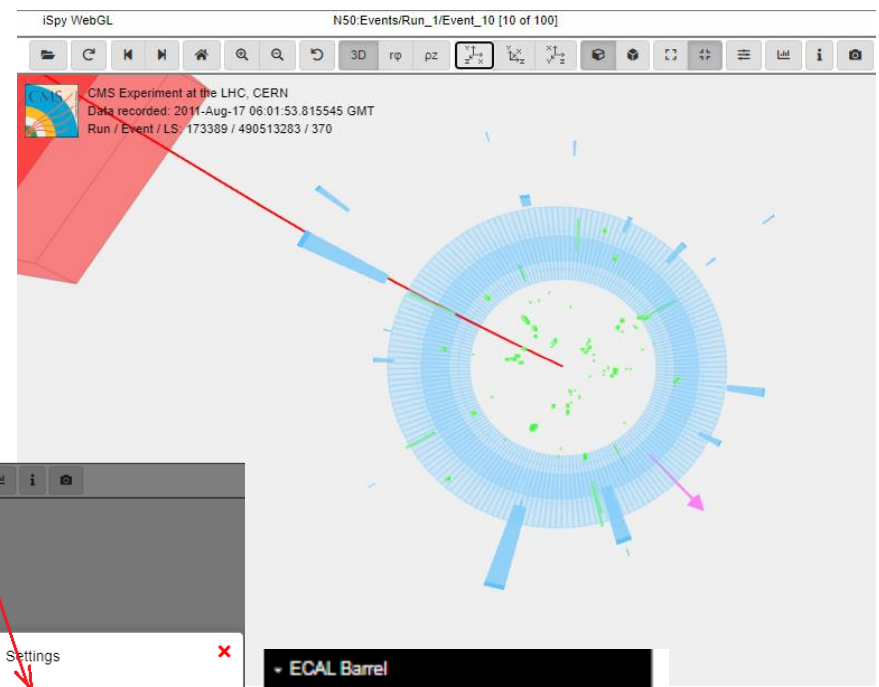 iSpy WebGL N50:Events/Run_1/Event_10 [10 of 100]
3D rφ ρz
CMS
CMS Experiment at the LHC, CERN
Data recorded: 2011-Aug-17 06:01:53.815545 GMT
Run / Event / LS: 173389 / 490513283 / 370
Settings
ECAL Barrel